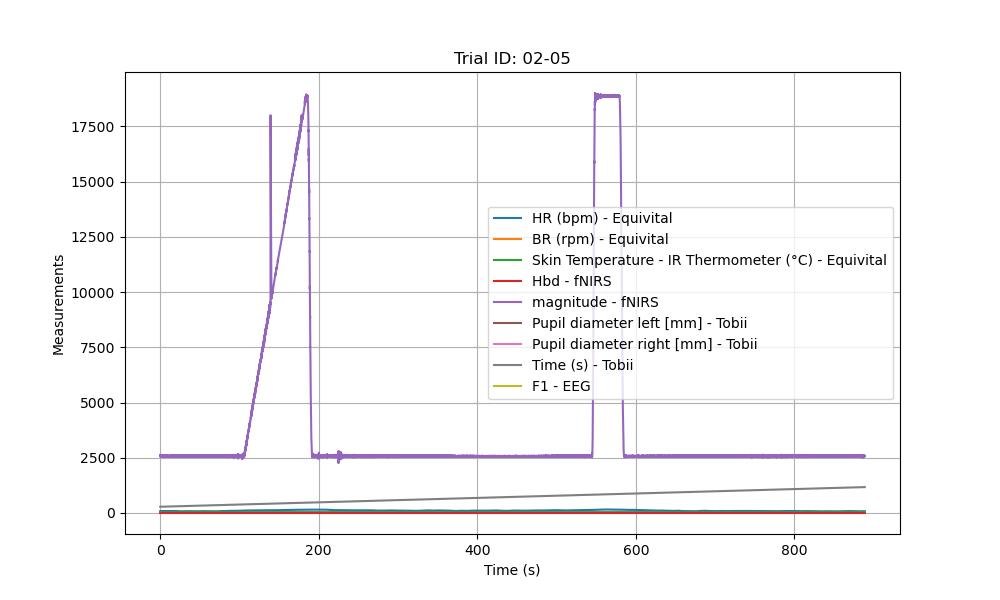 Trial ID: 02-05
17500
15000
12500
10000
7500
5000
2500
0
Measurements
HR (bpm) - Equivital
BR (rpm) - Equivital
Skin Temperature - IR Thermometer (°C) - Equivital
Hbd - fNIRS
magnitude - fNIRS
Pupil diameter left [mm] - Tobii
Pupil diameter right [mm] - Tobii
Time (s) - Tobii
F1 - EEG
0 200 400 600 800
Time (s)